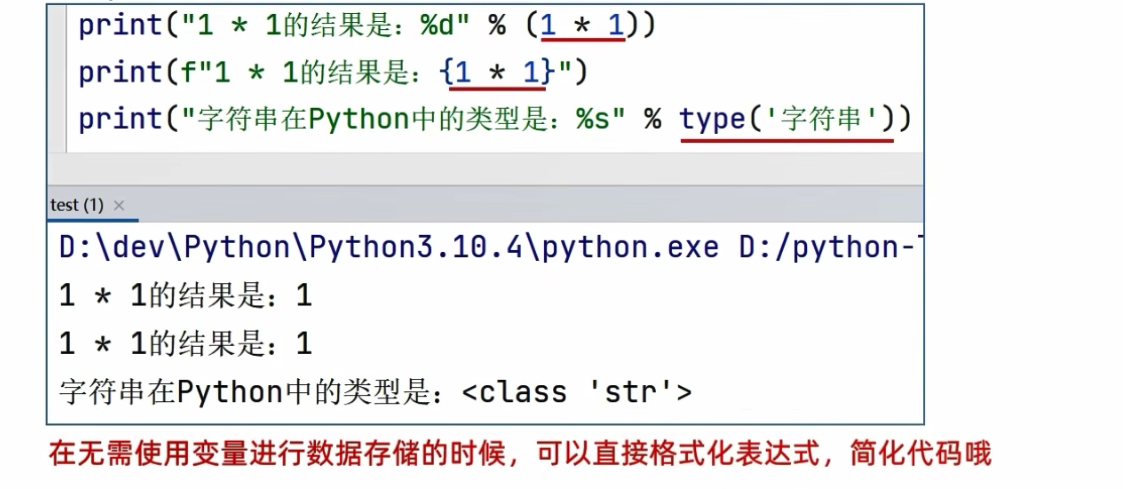 print("1 * 1的结果是：%d" % (1 * 1))
print(f"1 * 1的结果是：{1 * 1}")
print("字符串在Python中的类型是：%s" % type('字符串'))
test (1) ×
D:\dev\Python\Python3.10.4\python.exe D:/python-
1 * 1的结果是：1
1 * 1的结果是：1
字符串在Python中的类型是：<class 'str'>
在无需使用变量进行数据存储的时候，可以直接格式化表达式，简化代码哦